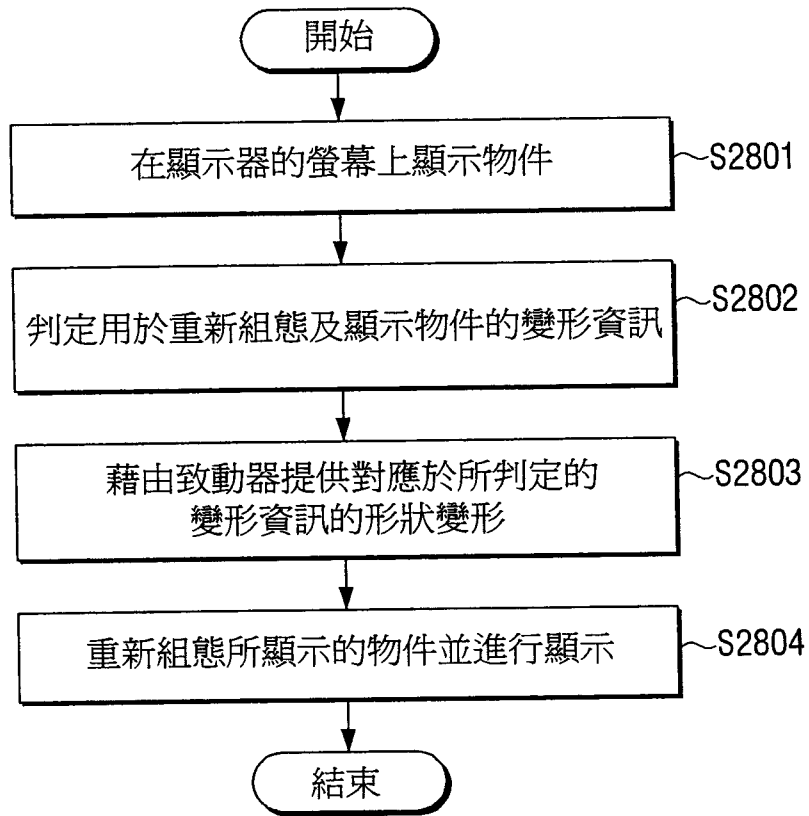 開始
在顯示器的螢幕上顯示物件
S2801
判定用於重新組態及顯示物件的變形資訊
S2802
藉由致動器提供對應於所判定的
變形資訊的形狀變形
S2803
重新組態所顯示的物件並進行顯示
S2804
結束